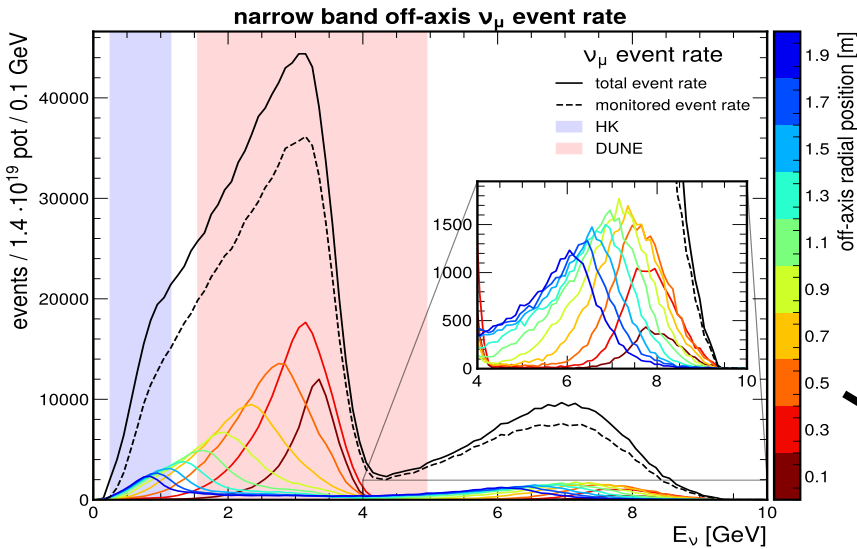 narrow band off-axis νμ event rate
events / 1.4 · 10¹⁹ pot / 0.1 GeV
40000
30000
20000
10000
0
0 2 4 6 8 10
Eν [GeV]
νμ event rate
total event rate
monitored event rate
HK
DUNE
1500
1000
500
0
4 6 8 10
off-axis radial position [m]
1.9
1.7
1.5
1.3
1.1
0.9
0.7
0.5
0.3
0.1